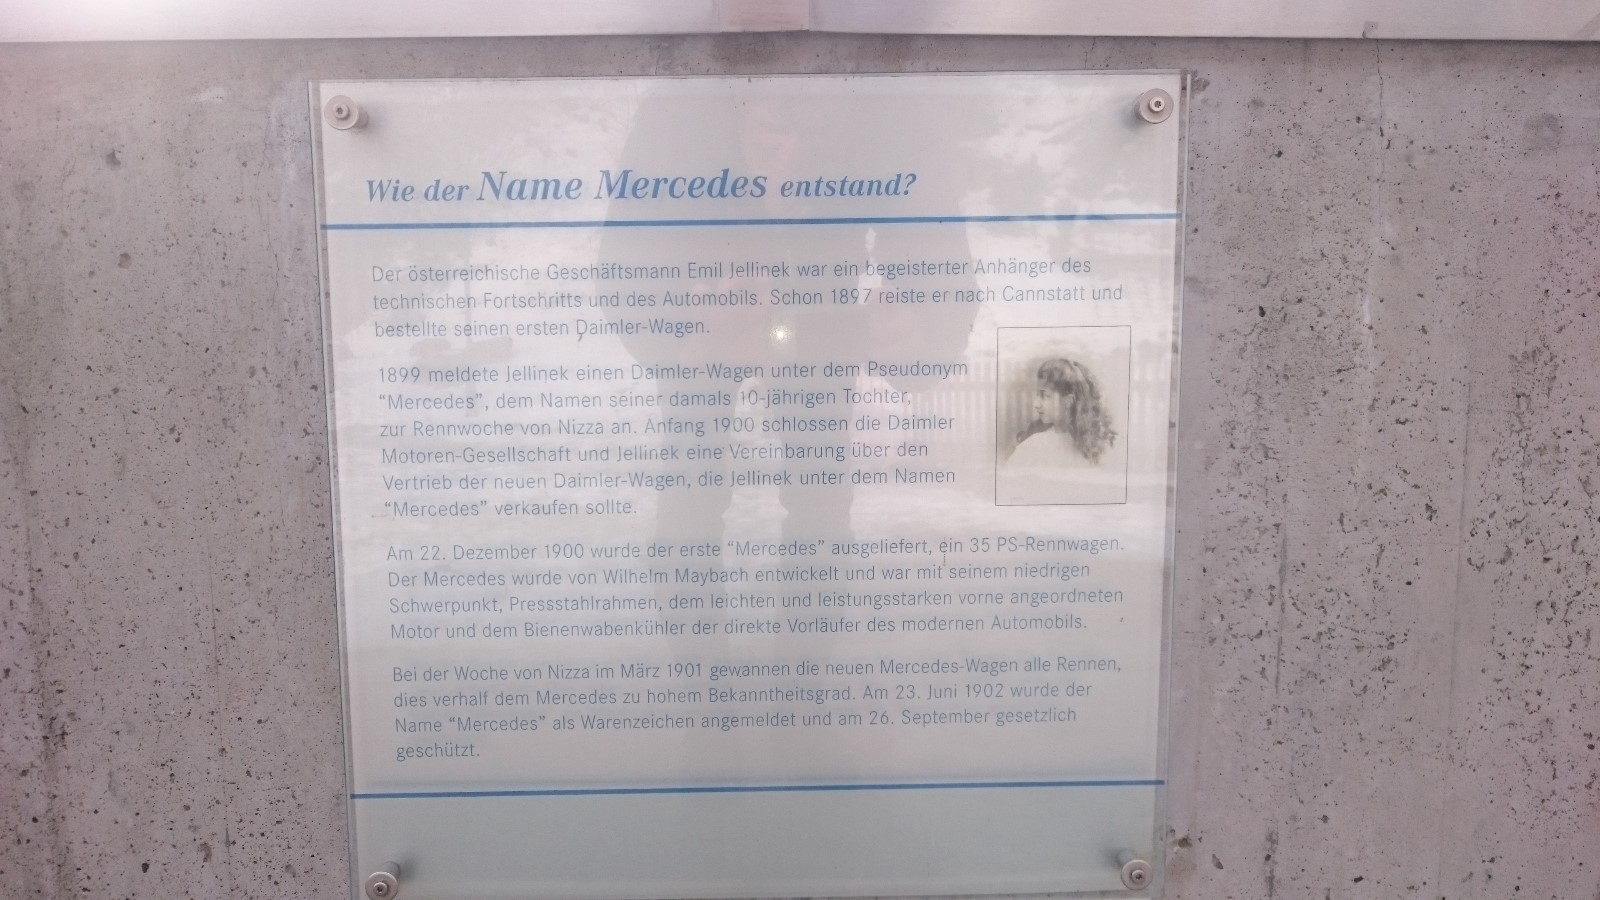 Wie der Name Mercedes entstand?
Der österreichische Geschäftsmann Emil Jellinek war ein begeisterter Anhänger des
technischen Fortschritts und des Automobils. Schon 1897 reiste er nach Cannstatt und
bestellte seinen ersten Daimler-Wagen.
1899 meldete Jellinek einen Daimler-Wagen unter dem Pseudonym
“Mercedes”, dem Namen seiner damals 10-jährigen Tochter,
zur Rennwoche von Nizza an. Anfang 1900 schlossen die Daimler
Motoren-Gesellschaft und Jellinek eine Vereinbarung über den
Vertrieb der neuen Daimler-Wagen, die Jellinek unter dem Namen
“Mercedes” verkaufen sollte.
Am 22. Dezember 1900 wurde der erste “Mercedes” ausgeliefert, ein 35 PS-Rennwagen.
Der Mercedes wurde von Wilhelm Maybach entwickelt und war mit seinem niedrigen
Schwerpunkt, Pressstahlrahmen, dem leichten und leistungsstarken vorne angeordneten
Motor und dem Bienenwabenkühler der direkte Vorläufer des modernen Automobils.
Bei der Woche von Nizza im März 1901 gewannen die neuen Mercedes-Wagen alle Rennen,
dies verhalf dem Mercedes zu hohem Bekanntheitsgrad. Am 23. Juni 1902 wurde der
Name “Mercedes” als Warenzeichen angemeldet und am 26. September gesetzlich
geschützt.